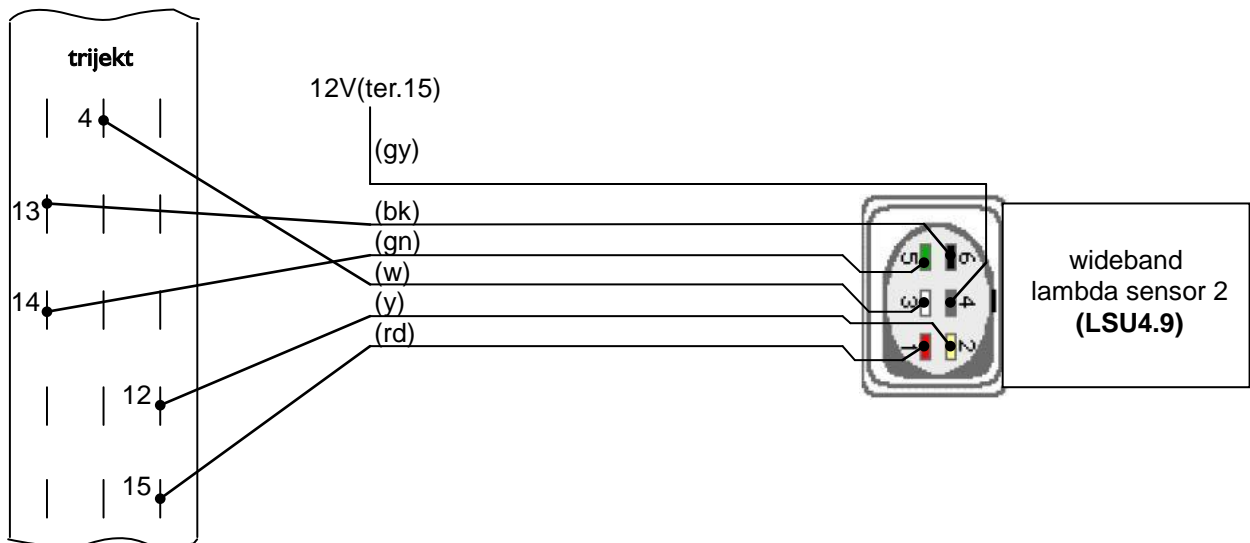 trijekt
12V(ter.15)
4
(gy)
13
(bk)
(gn)
(w)
14
(y)
(rd)
12
15
5 6
3 4
1 2
wideband
lambda sensor 2
(LSU4.9)